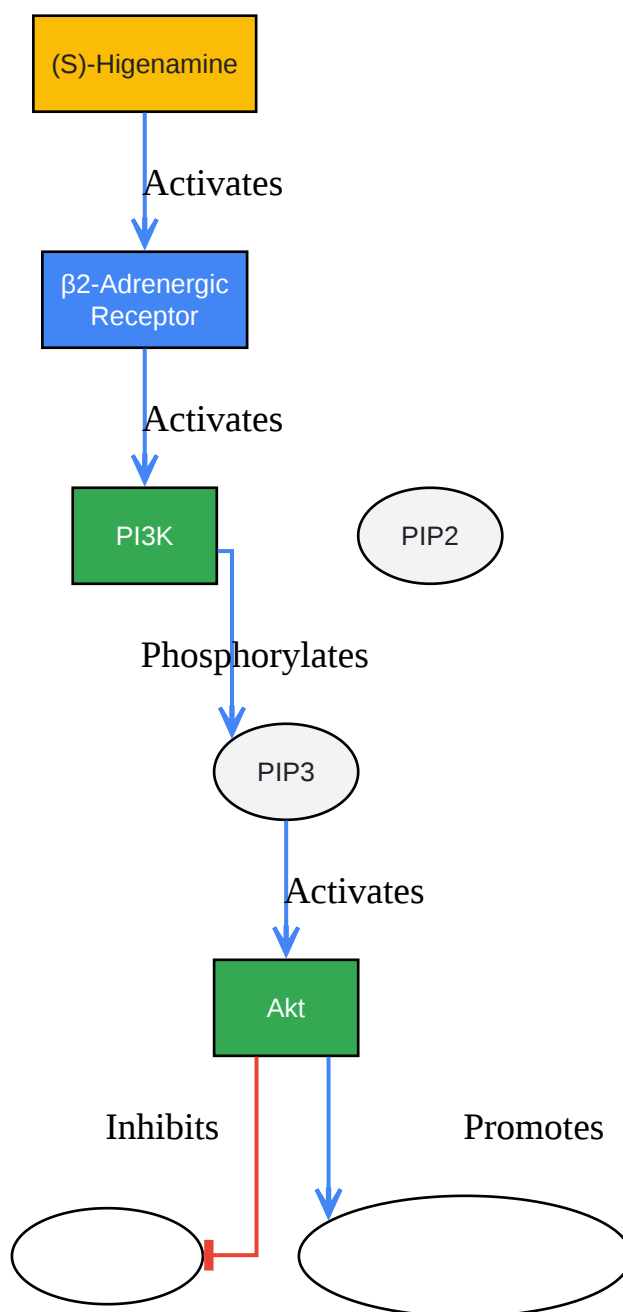 (S)-Higenamine
Activates
β2-Adrenergic
Receptor
Activates
PI3K
PIP2
Phosphorylates
PIP3
Activates
Akt
Inhibits
Promotes